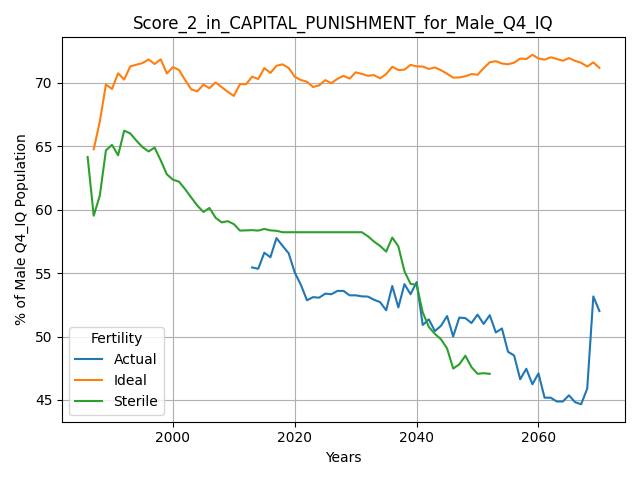 Score_2_in_CAPITAL_PUNISHMENT_for_Male_Q4_IQ
% of Male Q4_IQ Population
70
65
60
55
50
45
Fertility
Actual
Ideal
Sterile
2000
2020
2040
2060
Years